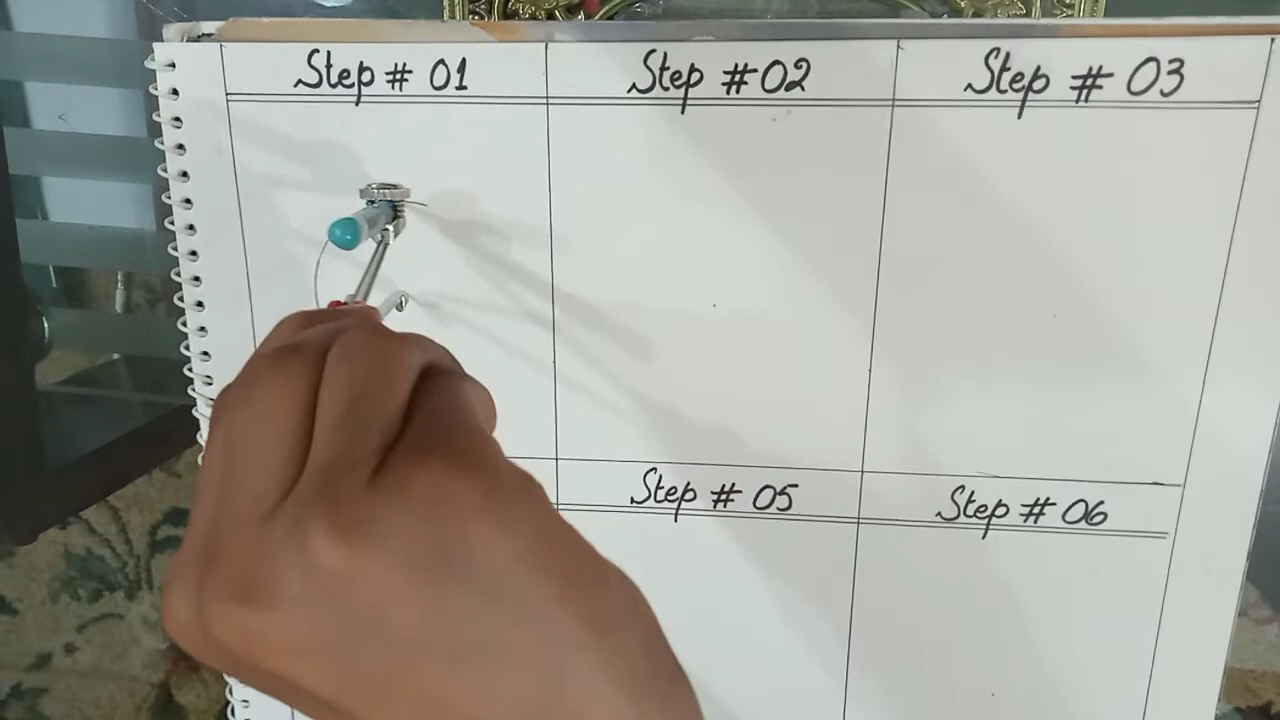 Step # 01
Step # 02
Step # 03
Step # 05
Step # 06